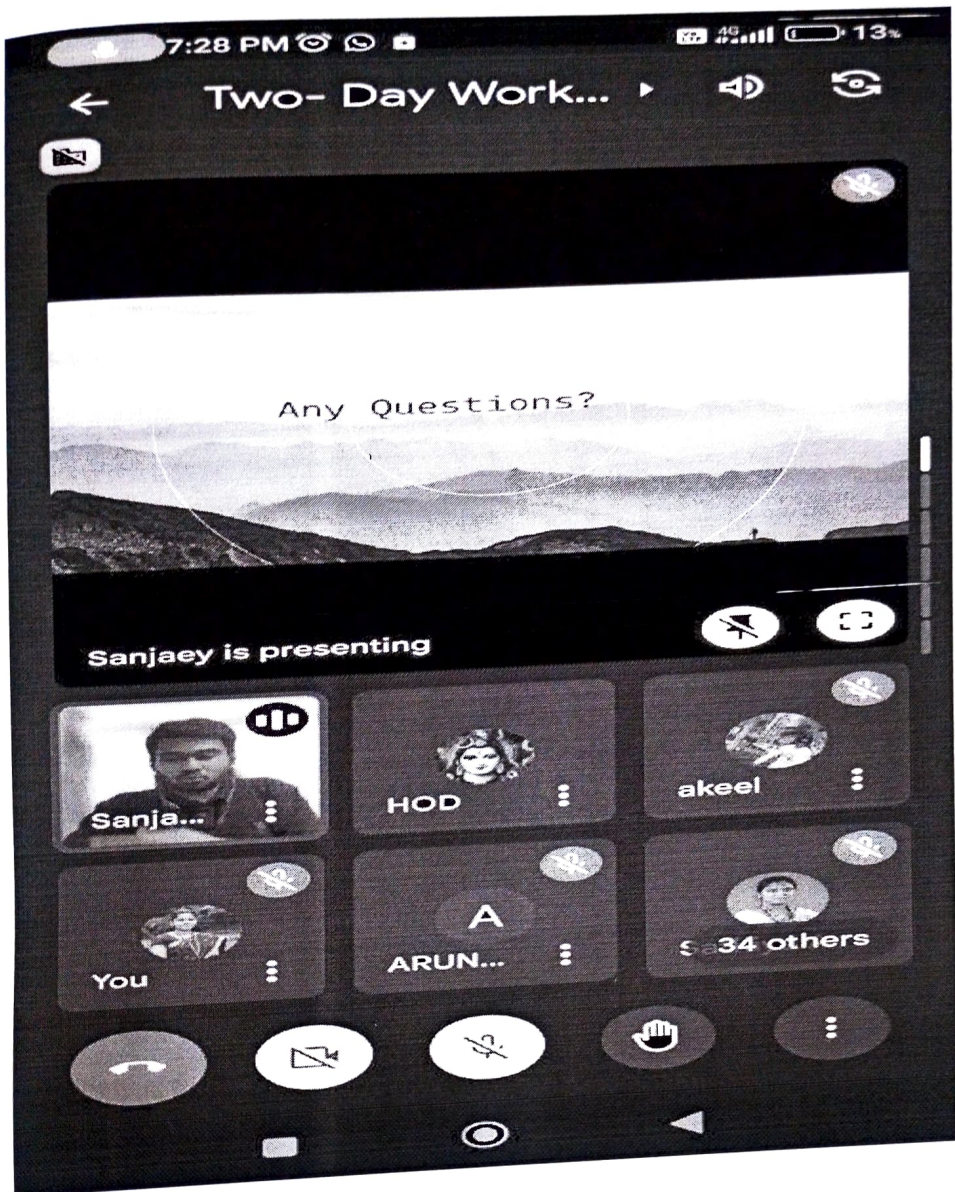 7:28 PM
4G
13%
Two- Day Work...
Any Questions?
Sanjaey is presenting
Sanja...
HOD
akeel
You
A
ARUN...
34 others